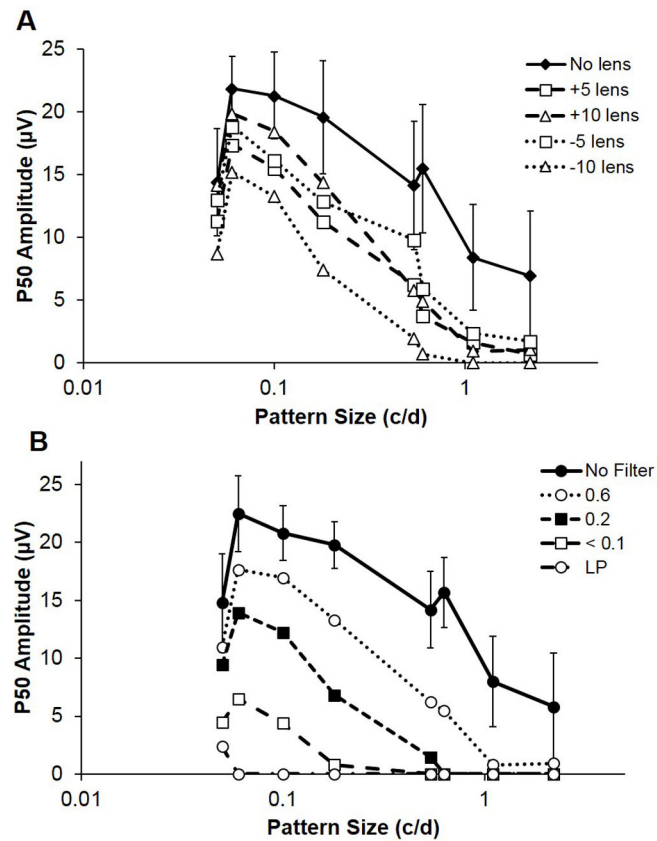 A
25
20
15
10
5
0
P50 Amplitude (µV)
0.01
0.1
1
Pattern Size (c/d)
No lens
+5 lens
+10 lens
-5 lens
-10 lens
B
25
20
15
10
5
0
P50 Amplitude (µV)
0.01
0.1
1
Pattern Size (c/d)
No Filter
0.6
0.2
< 0.1
LP